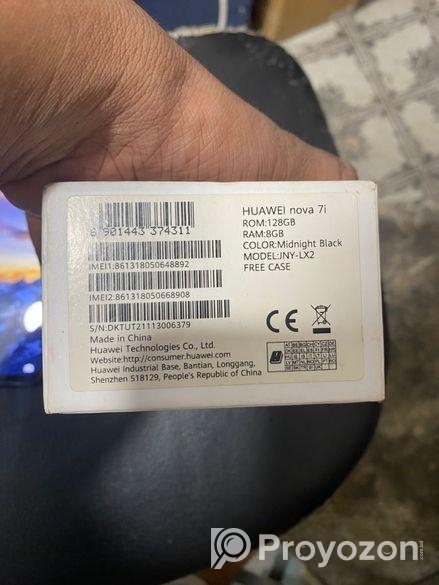 6 901443 374311
IMEI1:861318050648892
IMEI2:861318050668908
S/N:DKTUT21113006379
Made in China
Huawei Technologies Co., Ltd.
Website:http://consumer.huawei.com
Huawei Industrial Base, Bantian, Longgang,
Shenzhen 518129, People's Republic of China
HUAWEI nova 7i
ROM:128GB
RAM:8GB
COLOR:Midnight Black
MODEL:JNY-LX2
FREE CASE
CE
Proyozon